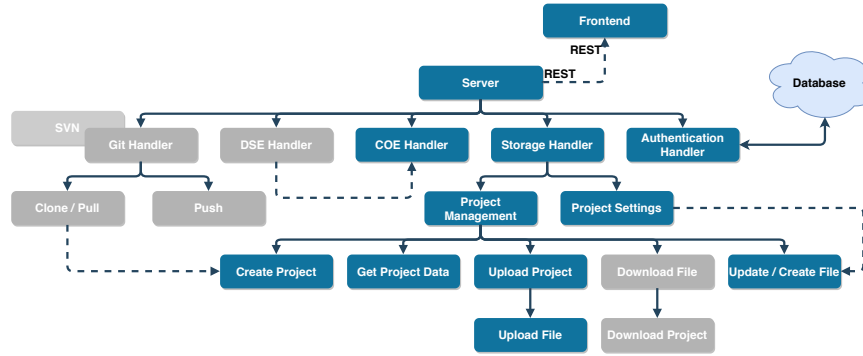 Frontend
REST
REST
Server
Database
SVN
Git Handler
DSE Handler
COE Handler
Storage Handler
Authentication
Handler
Clone / Pull
Push
Project
Management
Project Settings
Create Project
Get Project Data
Upload Project
Download File
Update / Create File
Upload File
Download Project